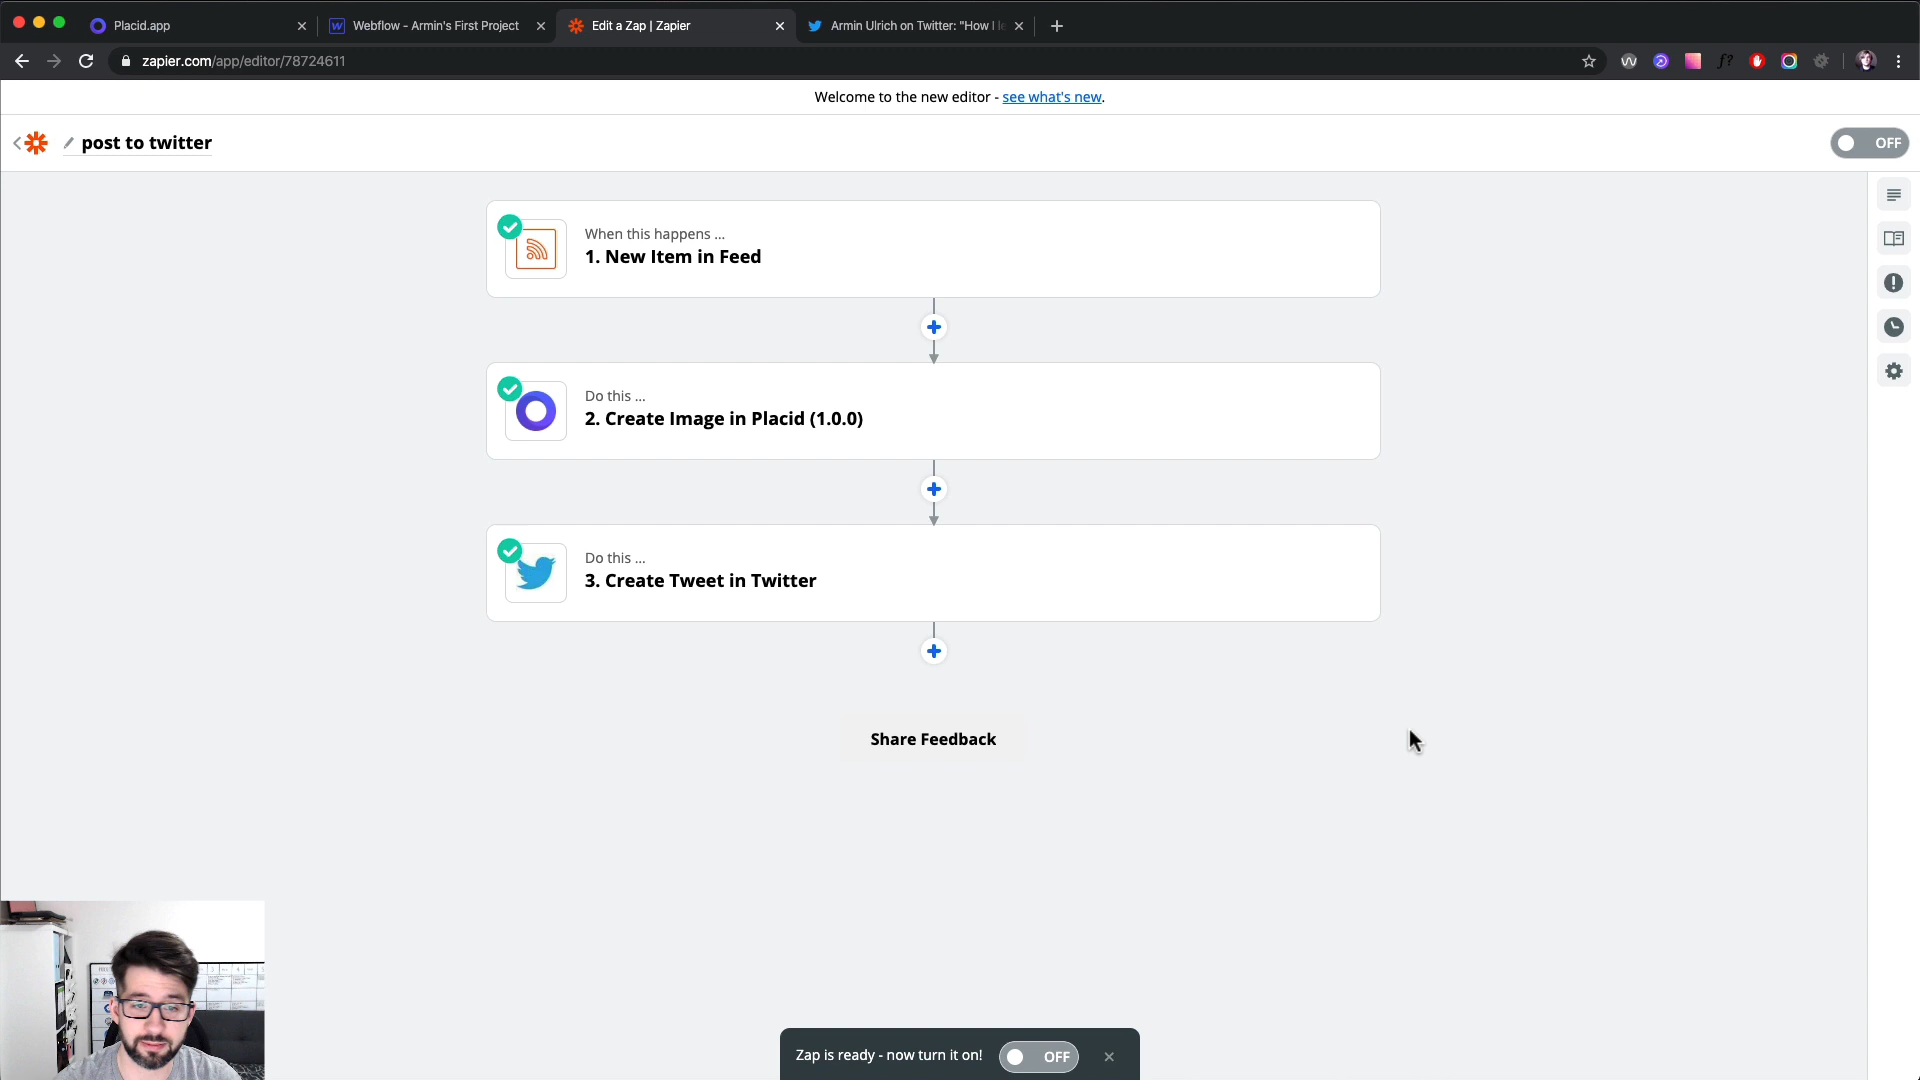 Placid.app
Webflow - Armin's First Project
Edit a Zap | Zapier
Armin Ulrich on Twitter: "How I le
zapier.com/app/editor/78724611
f?
Welcome to the new editor - see what's new.
post to twitter
OFF
When this happens ...
1. New Item in Feed
Do this ...
2. Create Image in Placid (1.0.0)
Do this ...
3. Create Tweet in Twitter
Share Feedback
Zap is ready - now turn it on!
OFF